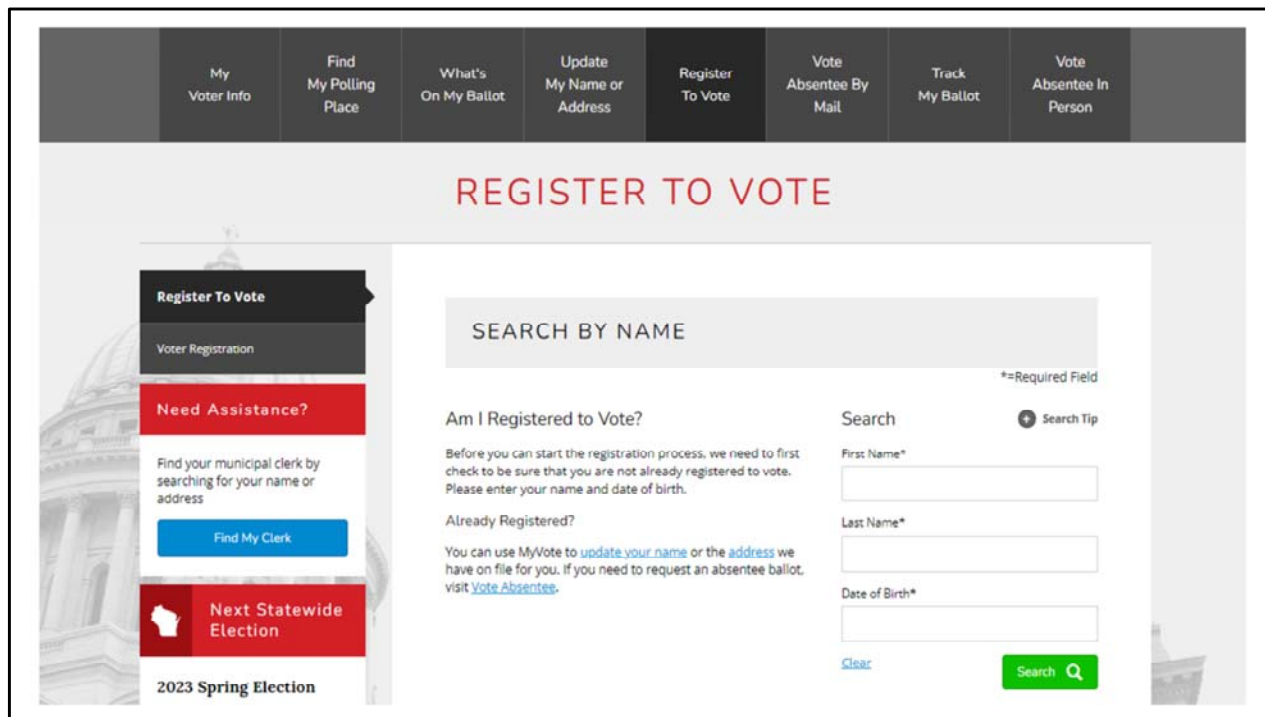 My
Voter Info
Find
My Polling
Place
What's
On My Ballot
Update
My Name or
Address
Register
To Vote
Vote
Absentee By
Mail
Track
My Ballot
Vote
Absentee In
Person
REGISTER TO VOTE
Register To Vote
Voter Registration
Need Assistance?
Find your municipal clerk by
searching for your name or
address
Find My Clerk
Next Statewide
Election
2023 Spring Election
SEARCH BY NAME
*=Required Field
Am I Registered to Vote?
Before you can start the registration process, we need to first
check to be sure that you are not already registered to vote.
Please enter your name and date of birth.
Already Registered?
You can use MyVote to update your name or the address we
have on file for you. If you need to request an absentee ballot,
visit Vote Absentee.
Search
Search Tip
First Name*
Last Name*
Date of Birth*
Clear
Search